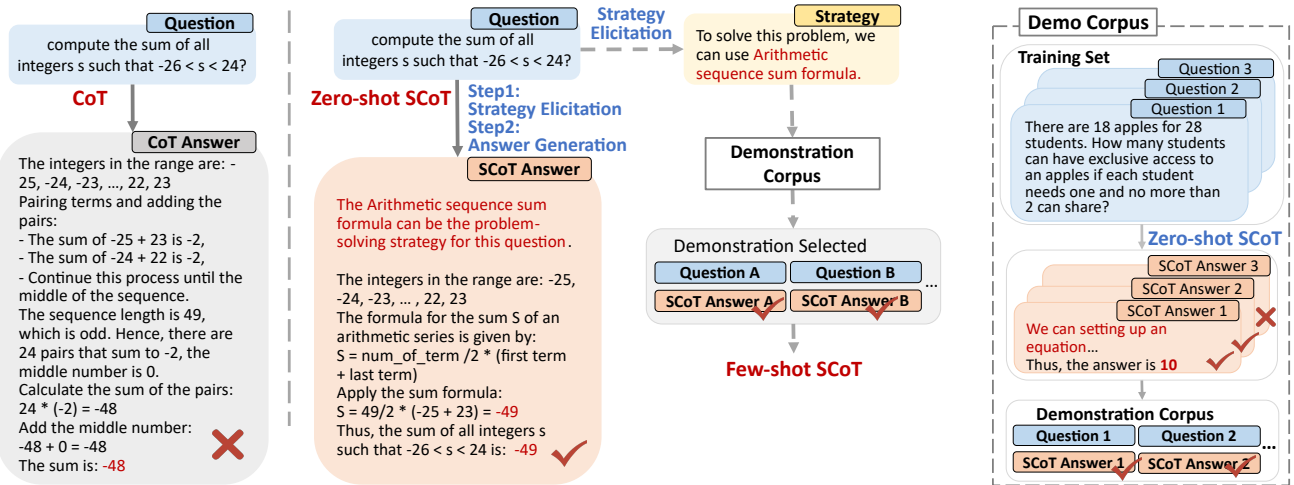 Question
compute the sum of all
integers s such that -26 < s < 24?
CoT
CoT Answer
The integers in the range are: -
25, -24, -23, ..., 22, 23
Pairing terms and adding the
pairs:
- The sum of -25 + 23 is -2,
- The sum of -24 + 22 is -2,
- Continue this process until the
middle of the sequence.
The sequence length is 49,
which is odd. Hence, there are
24 pairs that sum to -2, the
middle number is 0.
Calculate the sum of the pairs:
24 * (-2) = -48
Add the middle number:
-48 + 0 = -48
The sum is: -48
Question
compute the sum of all
integers s such that -26 < s < 24?
Zero-shot SCoT
Step1:
Strategy Elicitation
Step2:
Answer Generation
SCoT Answer
The Arithmetic sequence sum
formula can be the problem-
solving strategy for this question.
The integers in the range are: -25,
-24, -23, ... , 22, 23
The formula for the sum S of an
arithmetic series is given by:
S = num_of_term /2 * (first term
+ last term)
Apply the sum formula:
S = 49/2 * (-25 + 23) = -49
Thus, the sum of all integers s
such that -26 < s < 24 is: -49
Strategy
Elicitation
Strategy
To solve this problem, we
can use Arithmetic
sequence sum formula.
Demonstration
Corpus
Demonstration Selected
Question A
Question B
...
SCoT Answer A
SCoT Answer B
Few-shot SCoT
Demo Corpus
Training Set
Question 3
Question 2
Question 1
There are 18 apples for 28
students. How many students
can have exclusive access to
an apples if each student
needs one and no more than
2 can share?
Zero-shot SCoT
SCoT Answer 3
SCoT Answer 2
SCoT Answer 1
We can setting up an
equation...
Thus, the answer is 10
Demonstration Corpus
Question 1
Question 2
...
SCoT Answer 1
SCoT Answer 2